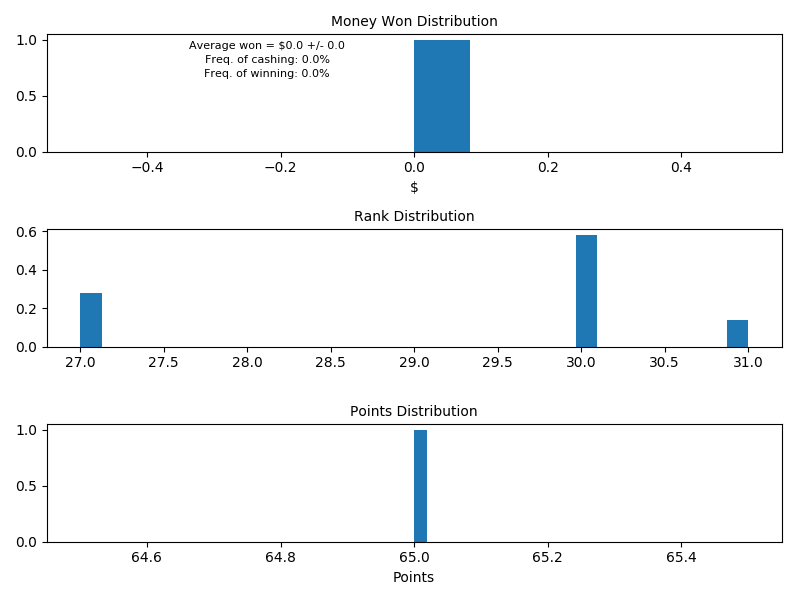 Money Won Distribution
1.0
0.5
0.0
Average won = $0.0 +/- 0.0
Freq. of cashing: 0.0%
Freq. of winning: 0.0%
−0.4 −0.2 0.0 0.2 0.4
$
Rank Distribution
0.6
0.4
0.2
0.0
27.0 27.5 28.0 28.5 29.0 29.5 30.0 30.5 31.0
Points Distribution
1.0
0.5
0.0
64.6 64.8 65.0 65.2 65.4
Points